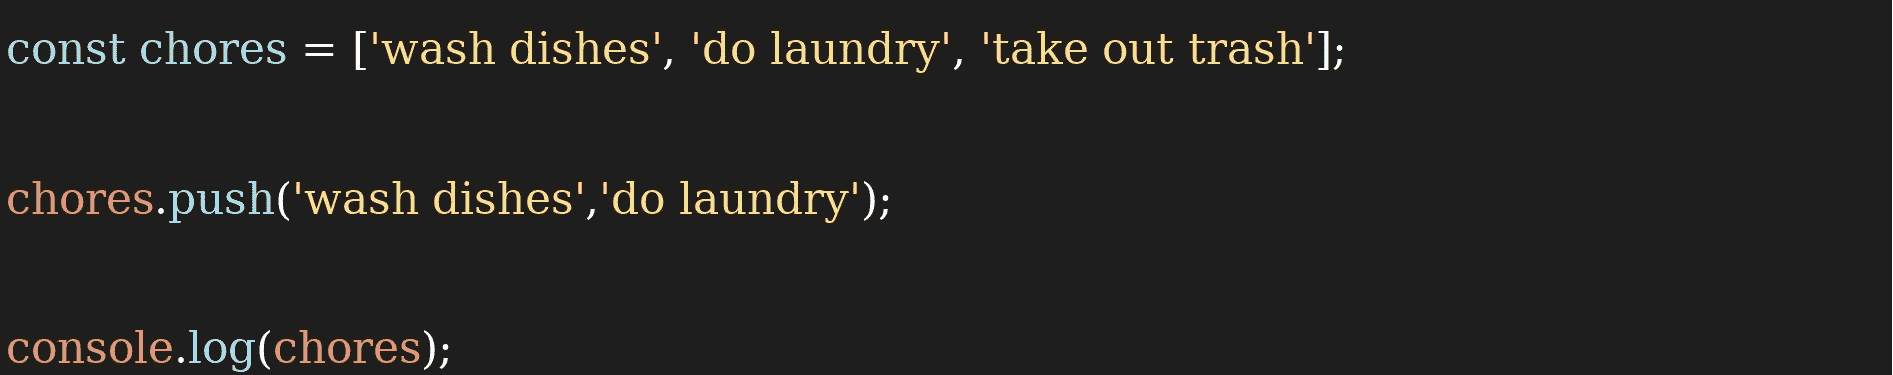 const chores = ['wash dishes', 'do laundry', 'take out trash'];
chores.push('wash dishes','do laundry');
console.log(chores);